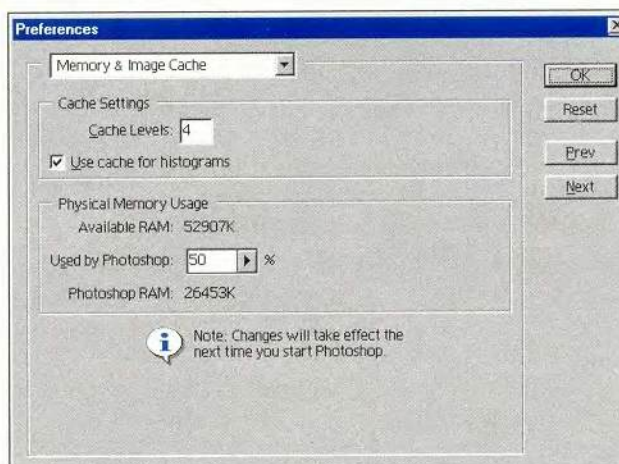 Preferences
Memory & Image Cache
OK
Cache Settings
Reset
Cache Levels: 4
Use cache for histograms
Prev
Next
Physical Memory Usage
Available RAM: 52907K
Used by Photoshop: 50 %
Photoshop RAM: 26453K
Note: Changes will take effect the
next time you start Photoshop.